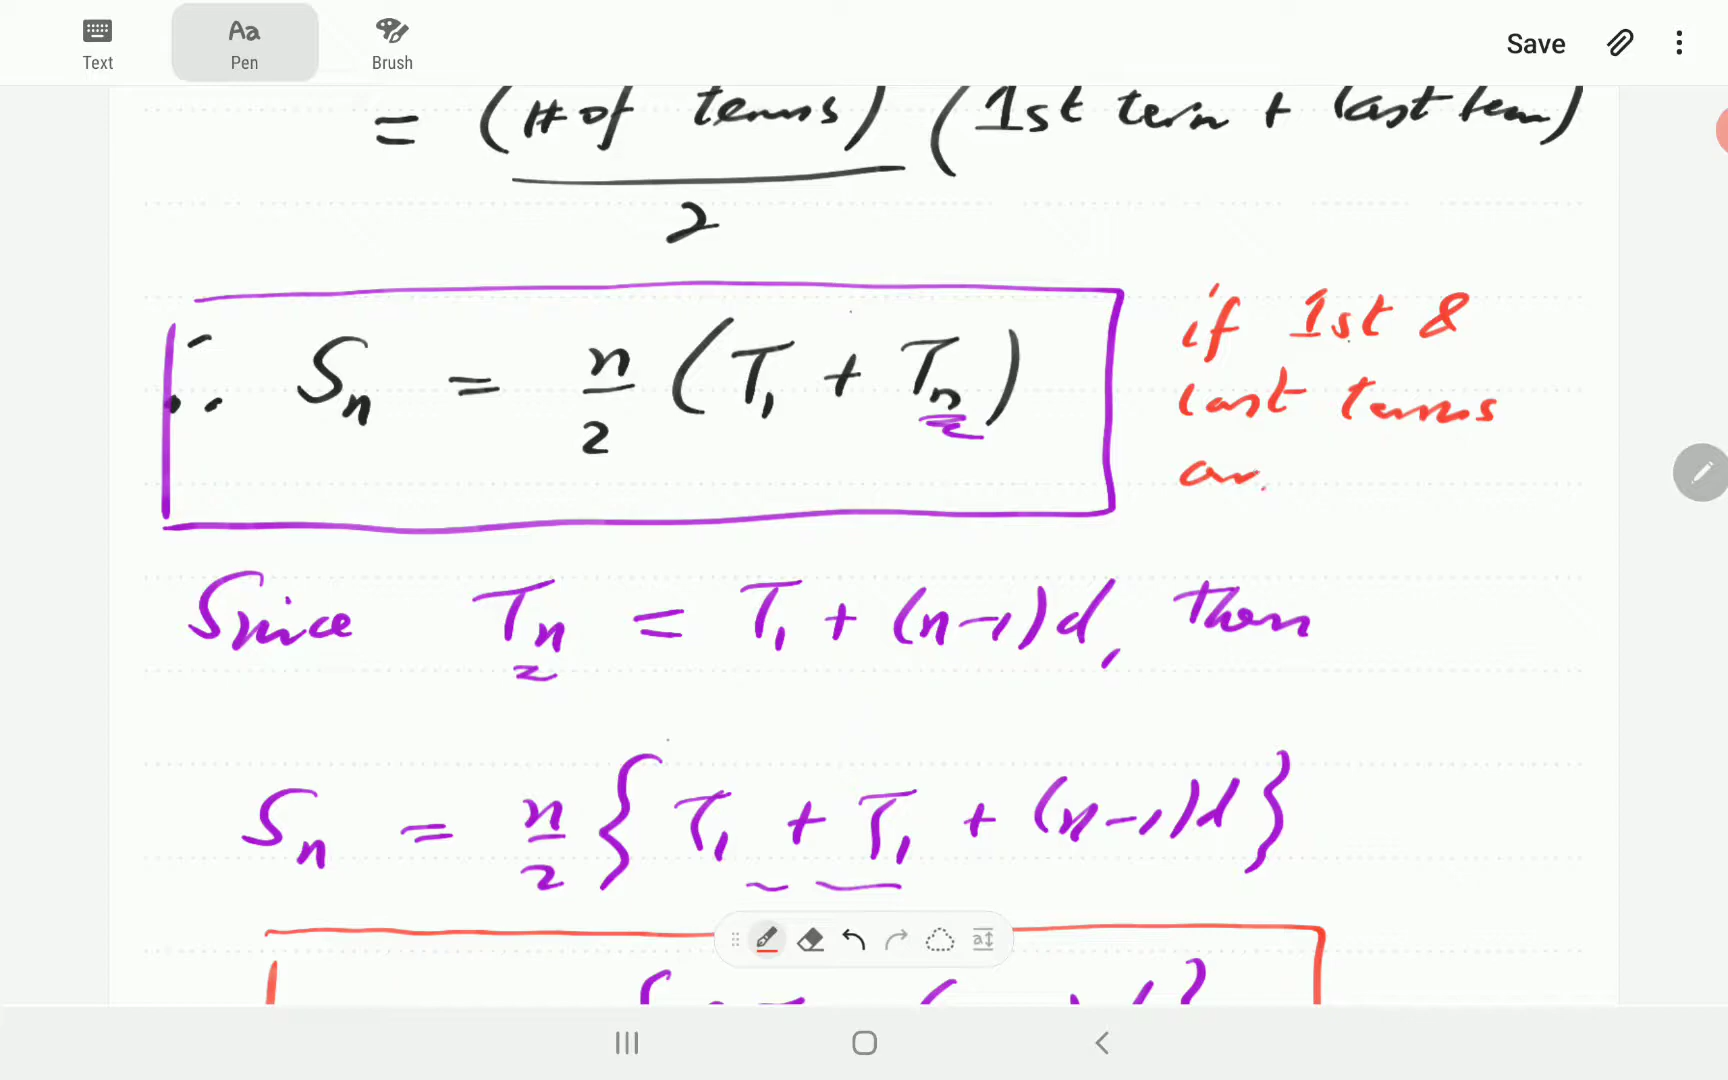 Text
Aa
Pen
Brush
Save
= (# of terms) (1st term + last term)
2
∴ Sn = n/2 (T1 + Tn)
if 1st &
last terms
are
Since Tn = T1 + (n-1)d, then
Sn = n/2 { T1 + T1 + (n-1)d }